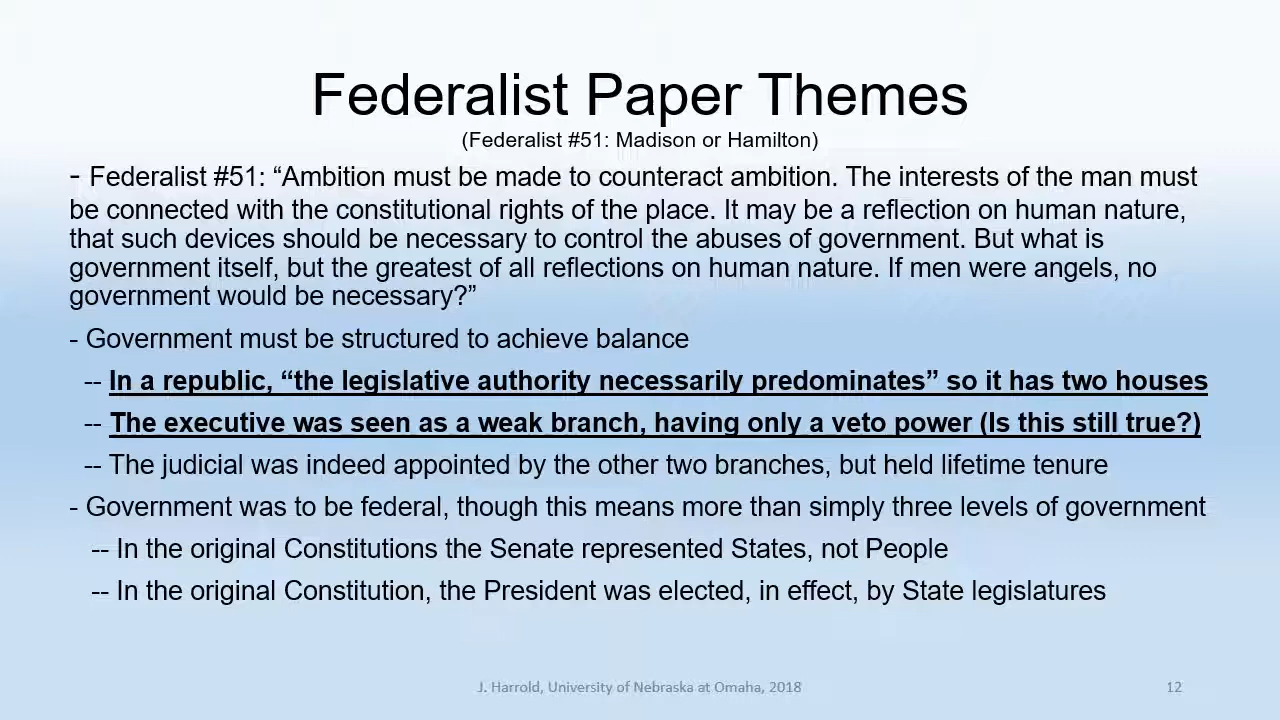 Federalist Paper Themes
(Federalist #51: Madison or Hamilton)
- Federalist #51: “Ambition must be made to counteract ambition. The interests of the man must
be connected with the constitutional rights of the place. It may be a reflection on human nature,
that such devices should be necessary to control the abuses of government. But what is
government itself, but the greatest of all reflections on human nature. If men were angels, no
government would be necessary?”
- Government must be structured to achieve balance
-- In a republic, “the legislative authority necessarily predominates” so it has two houses
-- The executive was seen as a weak branch, having only a veto power (Is this still true?)
-- The judicial was indeed appointed by the other two branches, but held lifetime tenure
- Government was to be federal, though this means more than simply three levels of government
-- In the original Constitutions the Senate represented States, not People
-- In the original Constitution, the President was elected, in effect, by State legislatures
J. Harrold, University of Nebraska at Omaha, 2018
12